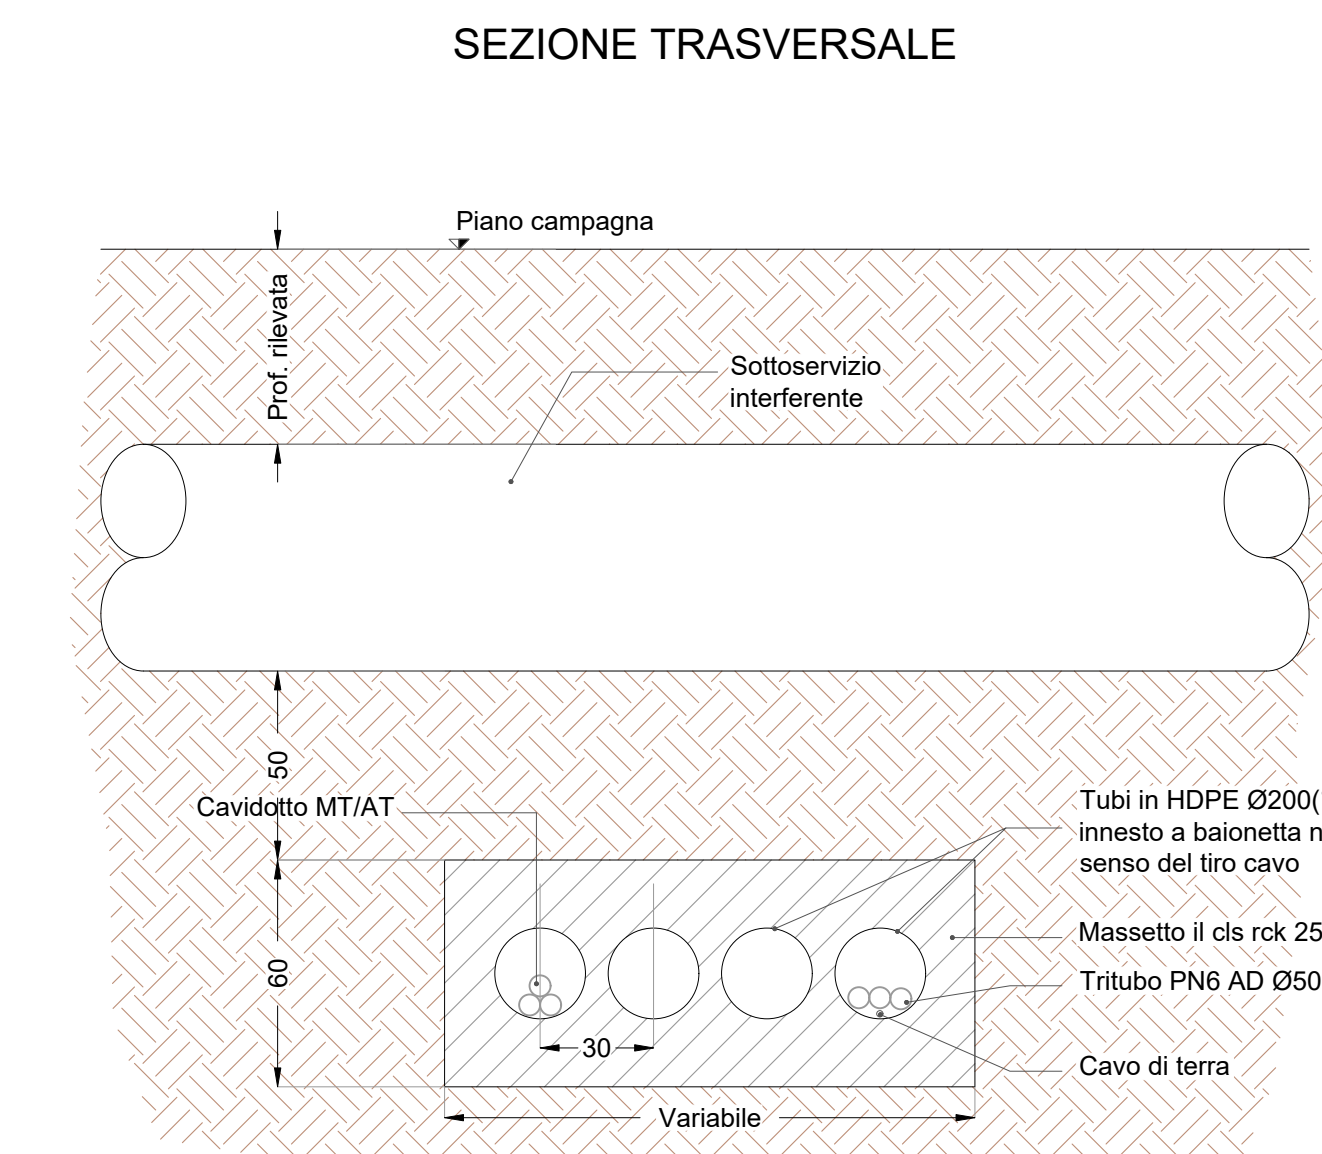 SEZIONE TRASVERSALE
Piano campagna
Prof. rilevata
Sottoservizio
interferente
50
Cavidotto MT/AT
Tubi in HDPE Ø200(
innesto a baionetta n
senso del tiro cavo
60
Massetto il cls rck 25
Tritubo PN6 AD Ø50
30
Cavo di terra
Variabile